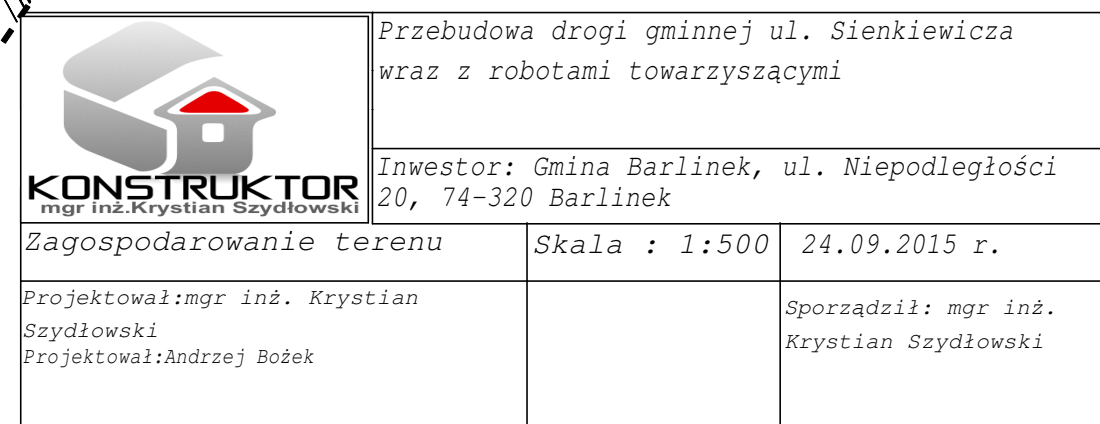 Przebudowa drogi gminnej ul. Sienkiewicza
wraz z robotami towarzyszącymi
KONSTRUKTOR
mgr inż.Krystian Szydłowski
Inwestor: Gmina Barlinek, ul. Niepodległości
20, 74-320 Barlinek
Zagospodarowanie terenu
Skala : 1:500
24.09.2015 r.
Projektował:mgr inż. Krystian
Szydłowski
Projektował:Andrzej Bożek
Sporządził: mgr inż.
Krystian Szydłowski